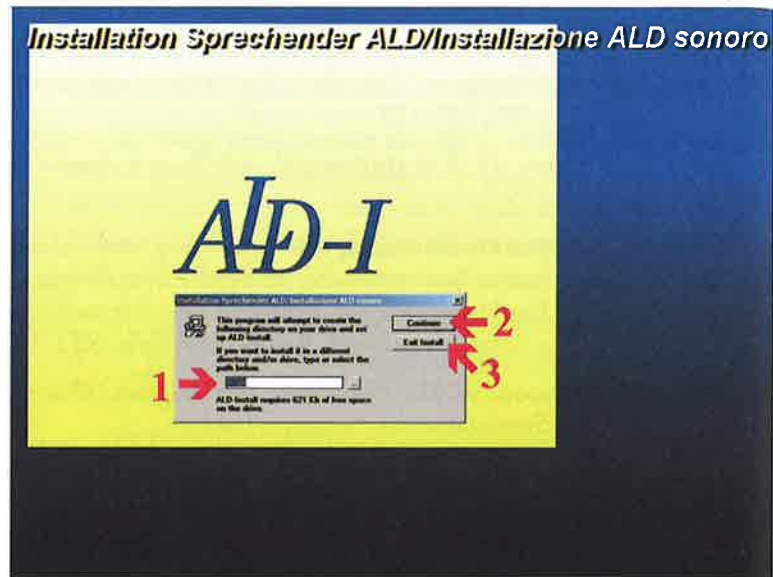 Installation Sprechender ALD/Installazione ALD sonoro
ALD-I
Installation Sprechender ALD/Installazione ALD sonoro
This program will attempt to create the
following directory on your drive and set
up ALD-Install.
If you want to install it in a different
directory and/or drive, type or select the
path below.
ALD-Install requires 621 Kb of free space
on the drive.
Continue
Exit Install
1
2
3